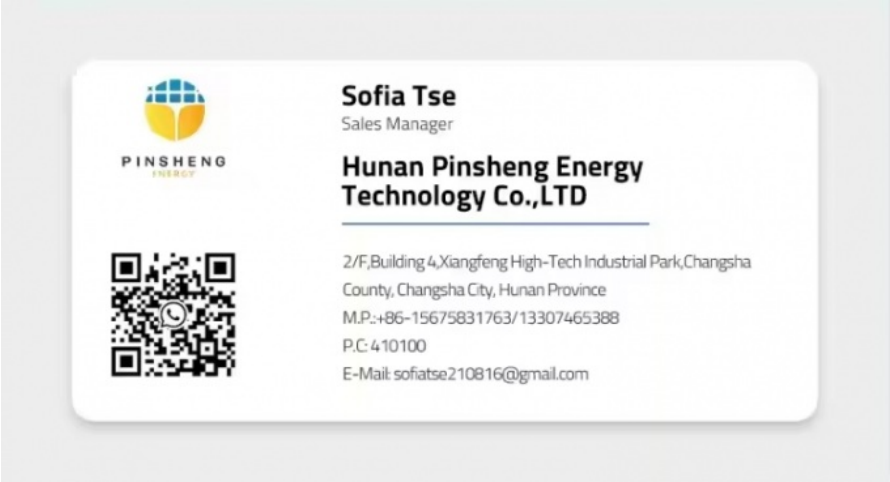 PINSHENG
ENERGY
Sofia Tse
Sales Manager
Hunan Pinsheng Energy
Technology Co.,LTD
2/F,Building 4,Xiangfeng High-Tech Industrial Park,Changsha
County, Changsha City, Hunan Province
M.P.:+86-15675831763/13307465388
P.C: 410100
E-Mail: sofiatse210816@gmail.com